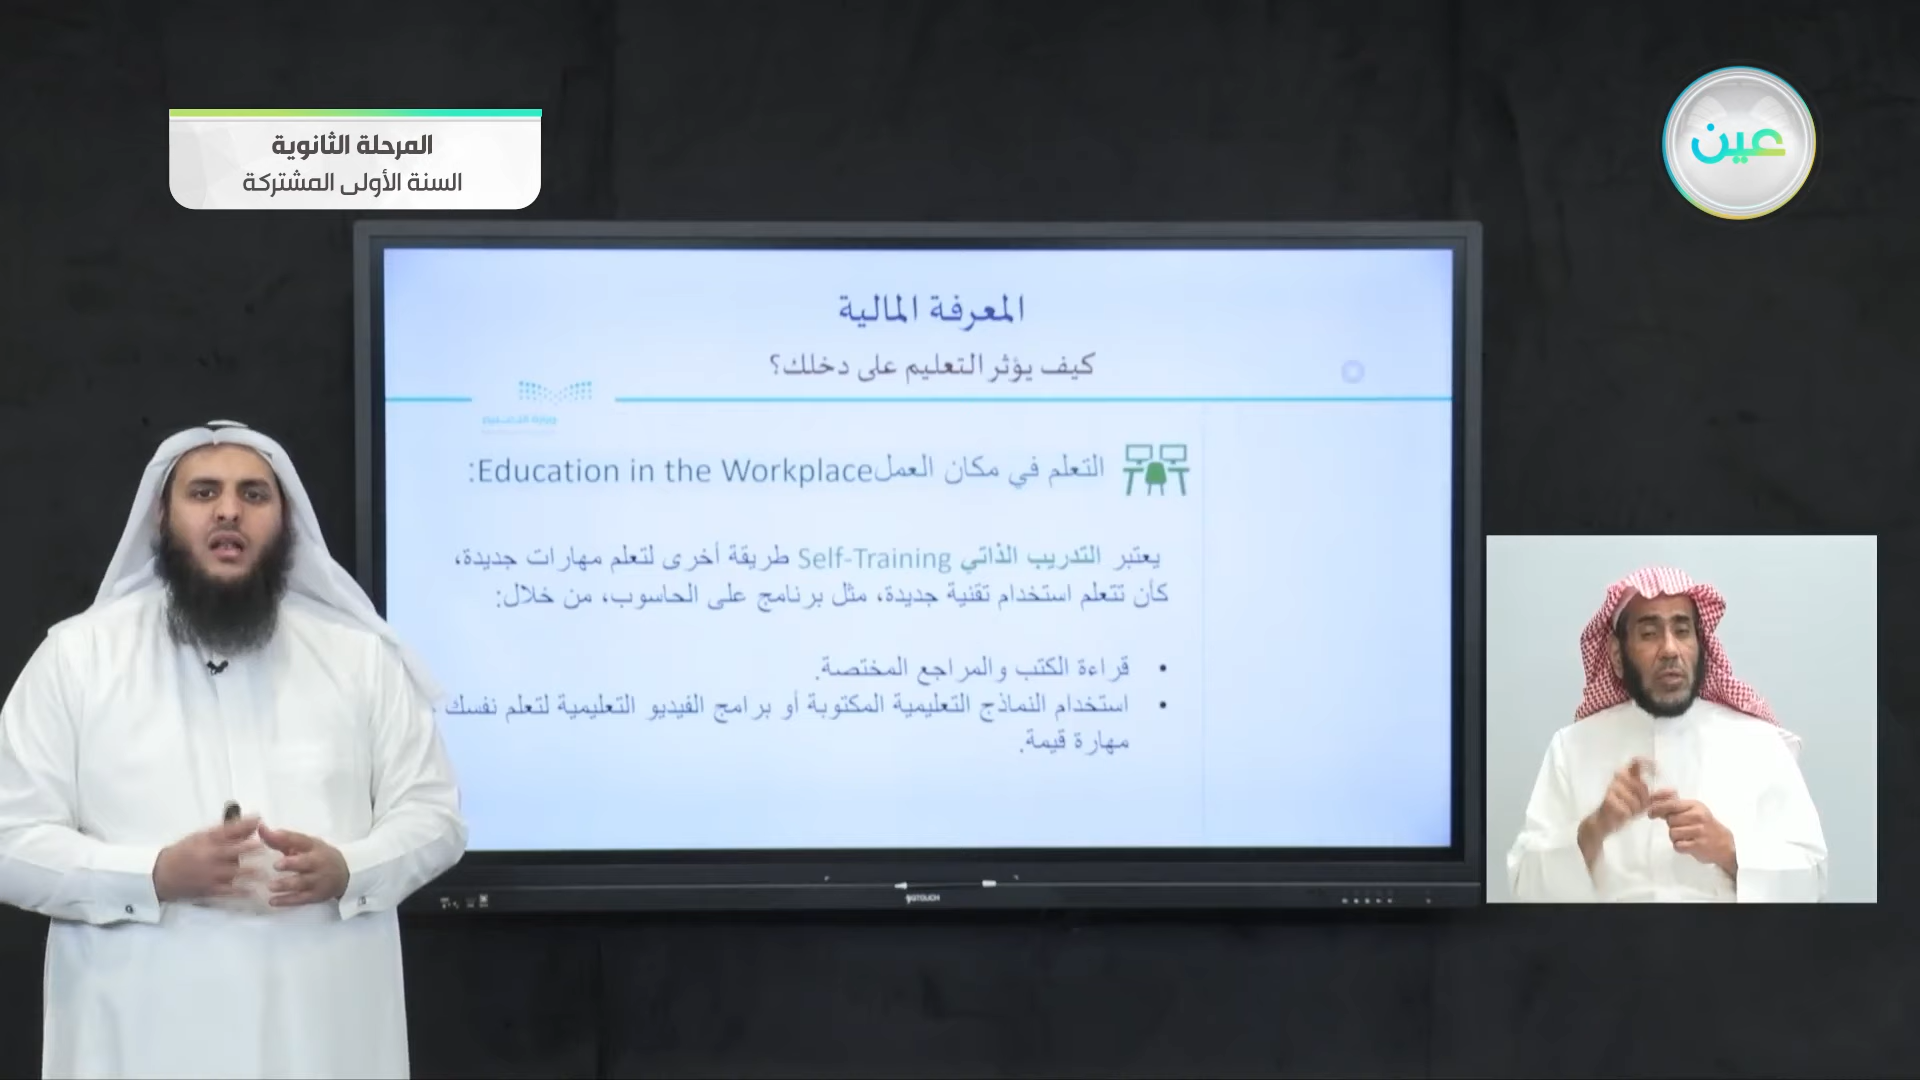 المرحلة الثانوية
السنة الأولى المشتركة
عين
المعرفة المالية
كيف يؤثر التعليم على دخلك؟
وزارة التعليم
التعلم في مكان العمل Education in the Workplace:
يعتبر التدريب الذاتي Self-Training طريقة أخرى لتعلم مهارات جديدة،
كأن تتعلم استخدام تقنية جديدة، مثل برنامج على الحاسوب، من خلال:
• قراءة الكتب والمراجع المختصة.
• استخدام النماذج التعليمية المكتوبة أو برامج الفيديو التعليمية لتعلم نفسك
مهارة قيمة.